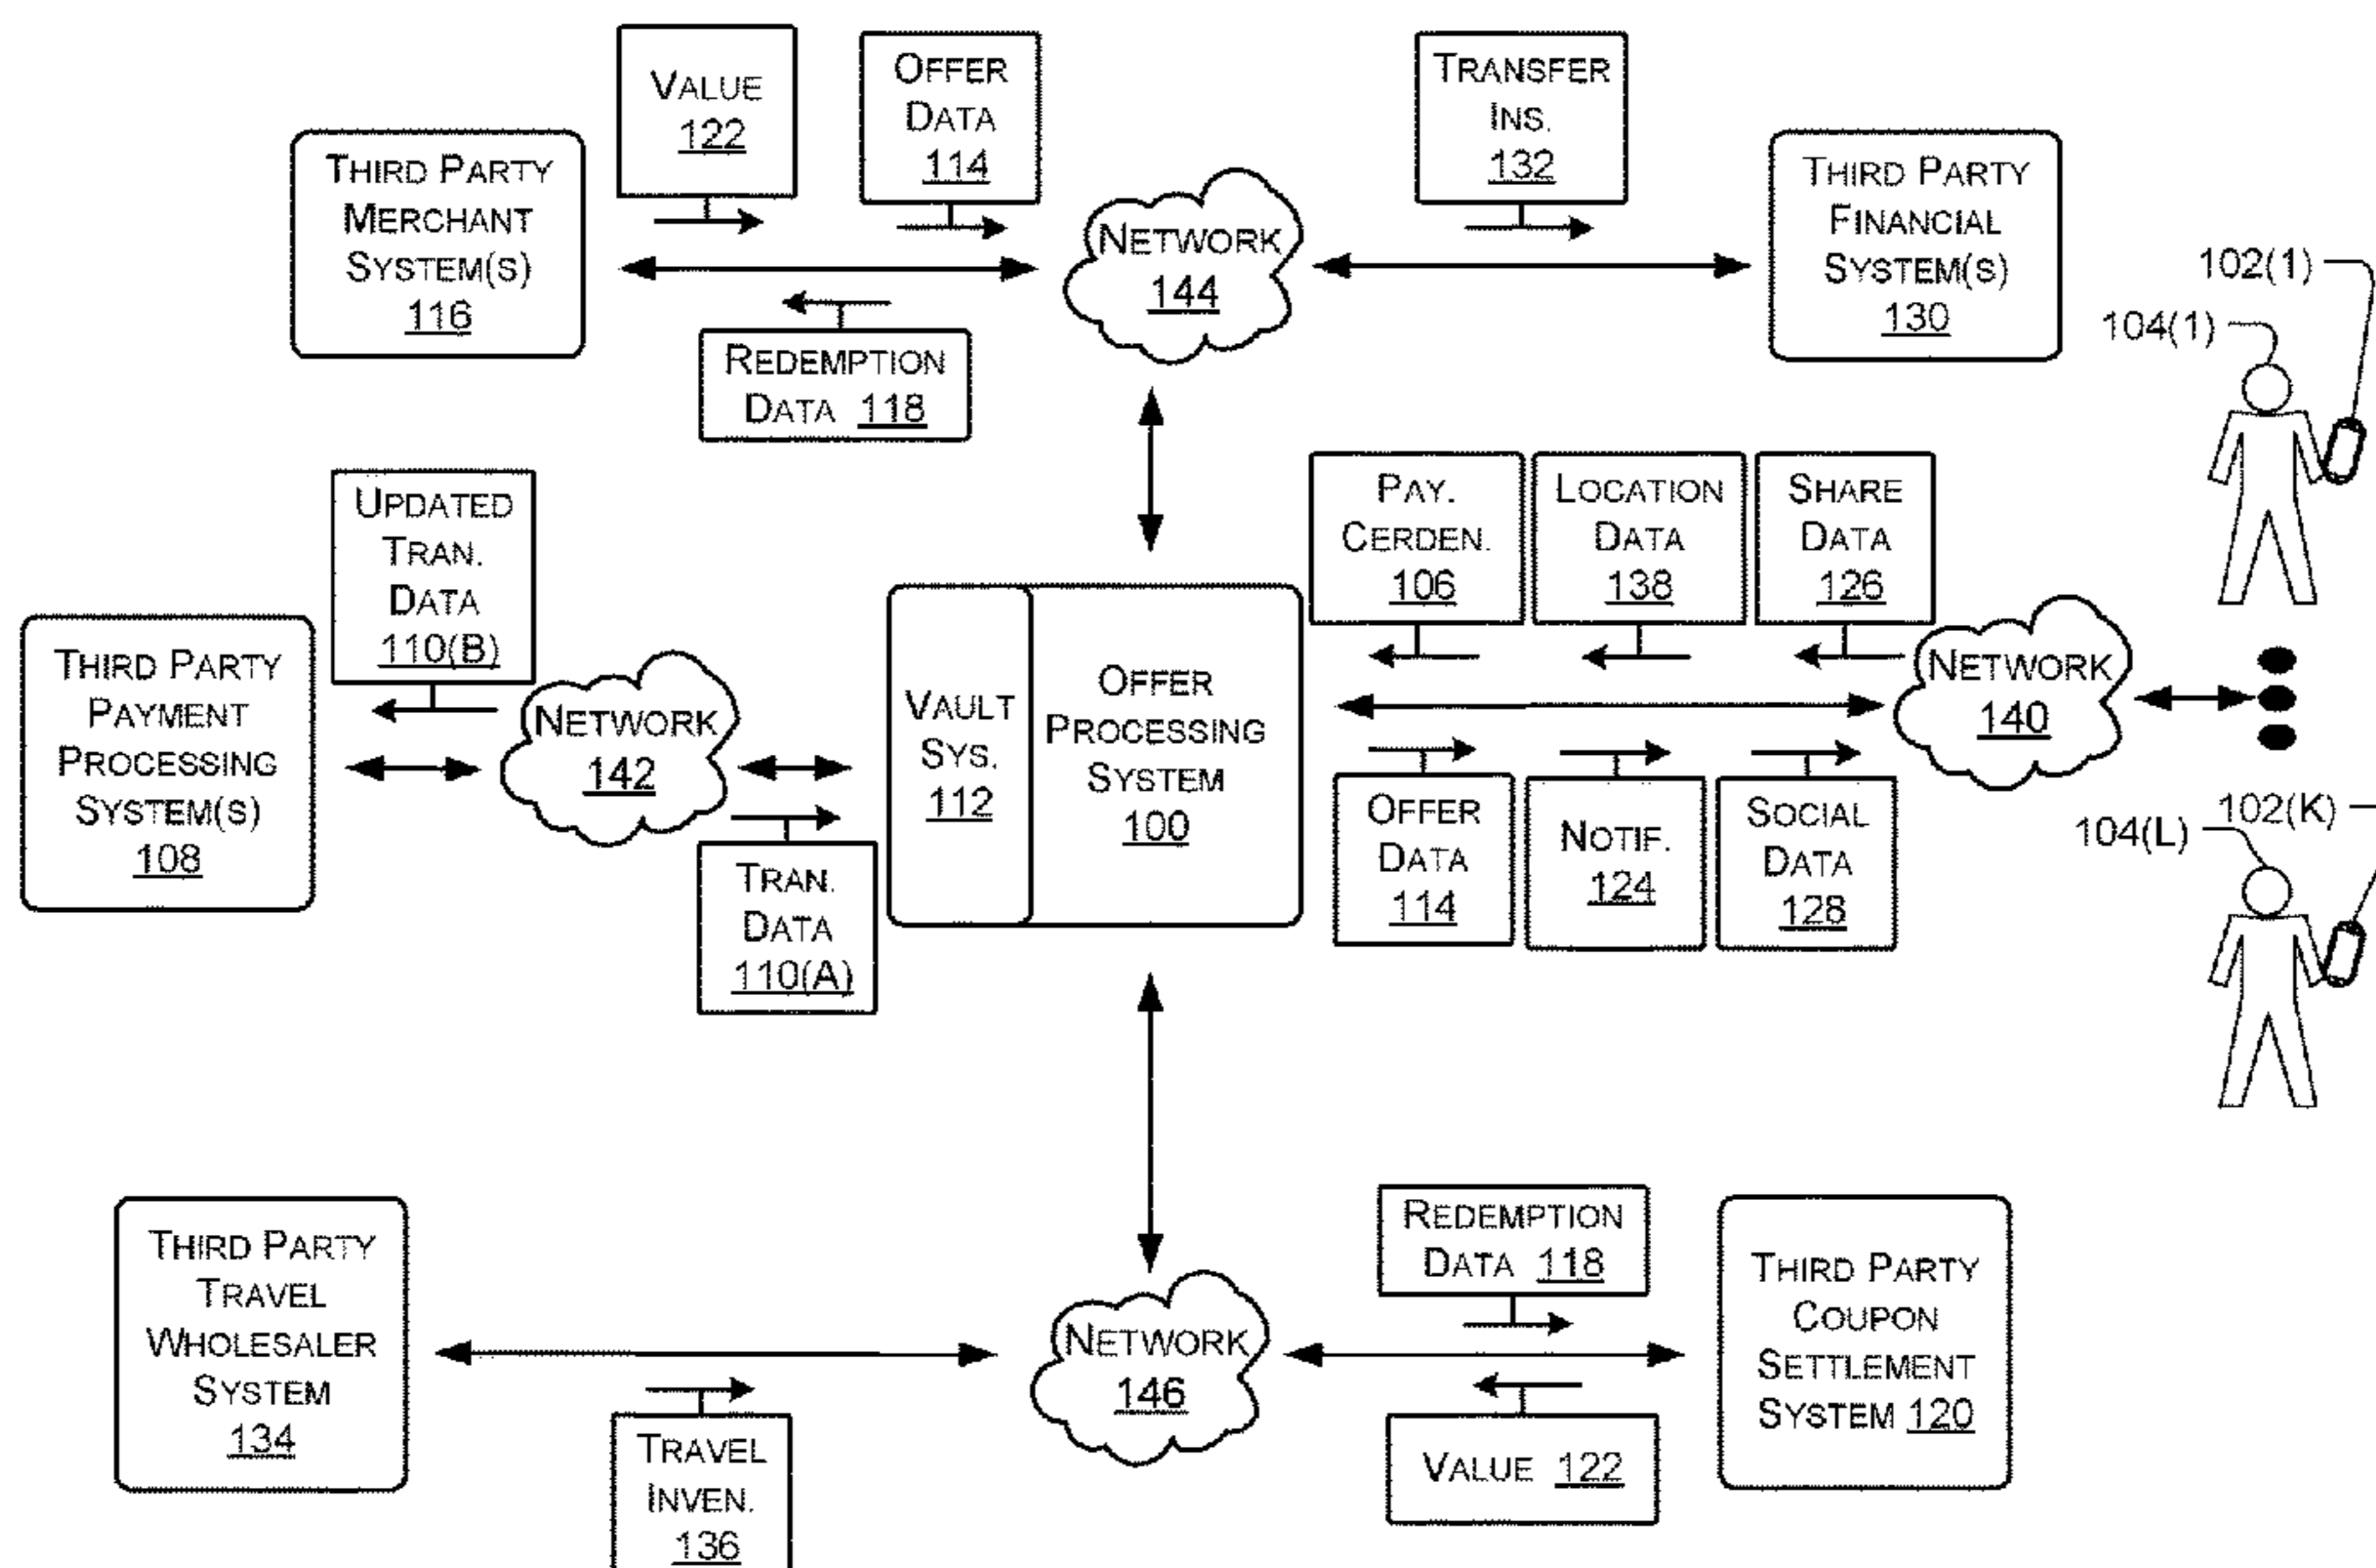 VALUE
122
OFFER
DATA
114
TRANSFER
INS.
132
THIRD PARTY
MERCHANT
SYSTEM(S)
116
NETWORK
144
THIRD PARTY
FINANCIAL
SYSTEM(S)
130
REDEMPTION
DATA 118
102(1)
104(1)
UPDATED
TRAN.
DATA
110(B)
PAY.
CERDEN.
106
LOCATION
DATA
138
SHARE
DATA
126
THIRD PARTY
PAYMENT
PROCESSING
SYSTEM(S)
108
NETWORK
142
VAULT
SYS.
112
OFFER
PROCESSING
SYSTEM
100
NETWORK
140
TRAN.
DATA
110(A)
OFFER
DATA
114
NOTIF.
124
SOCIAL
DATA
128
102(K)
104(L)
THIRD PARTY
TRAVEL
WHOLESALER
SYSTEM
134
NETWORK
146
REDEMPTION
DATA 118
THIRD PARTY
COUPON
SETTLEMENT
SYSTEM 120
TRAVEL
INVEN.
136
VALUE 122